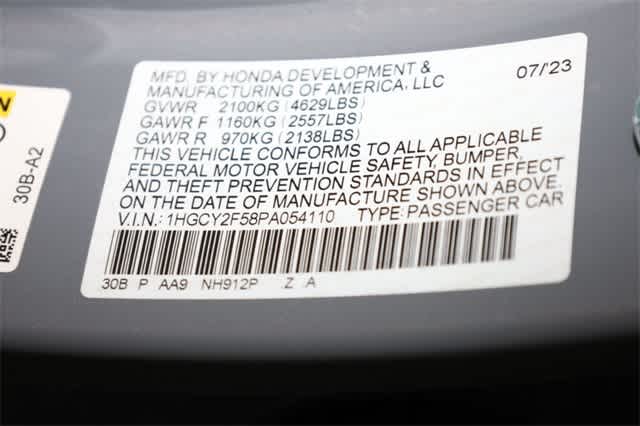 MFD. BY HONDA DEVELOPMENT & 07/'23
MANUFACTURING OF AMERICA, LLC
GVWR 2100KG (4629LBS)
GAWR F 1160KG (2557LBS)
GAWR R 970KG (2138LBS)
THIS VEHICLE CONFORMS TO ALL APPLICABLE
FEDERAL MOTOR VEHICLE SAFETY, BUMPER,
AND THEFT PREVENTION STANDARDS IN EFFECT
ON THE DATE OF MANUFACTURE SHOWN ABOVE.
V.I.N.: 1HGCY2F58PA054110 TYPE: PASSENGER CAR
30B P AA9 NH912P Z A
30B-A2